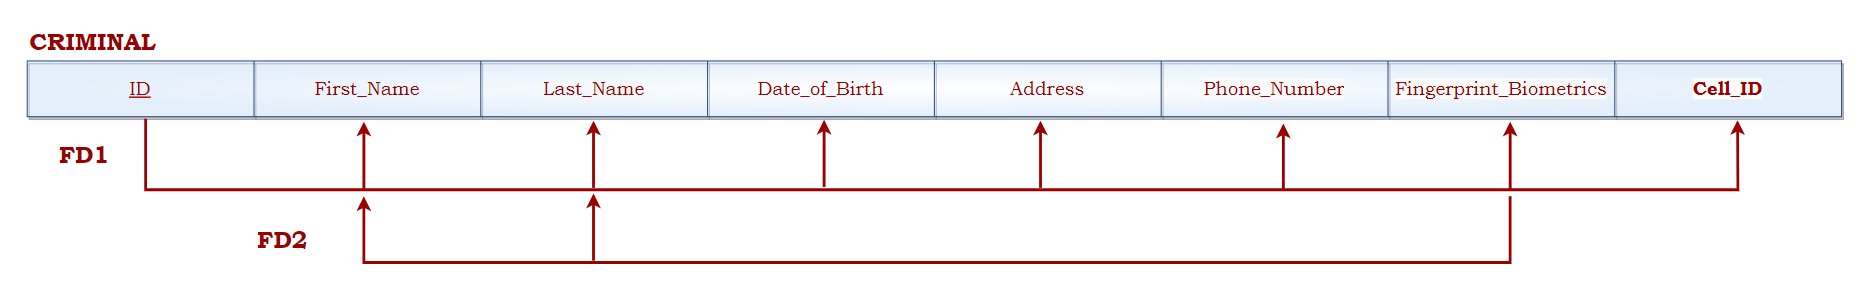 CRIMINAL
ID First_Name Last_Name Date_of_Birth Address Phone_Number Fingerprint_Biometrics Cell_ID
FD1
FD2